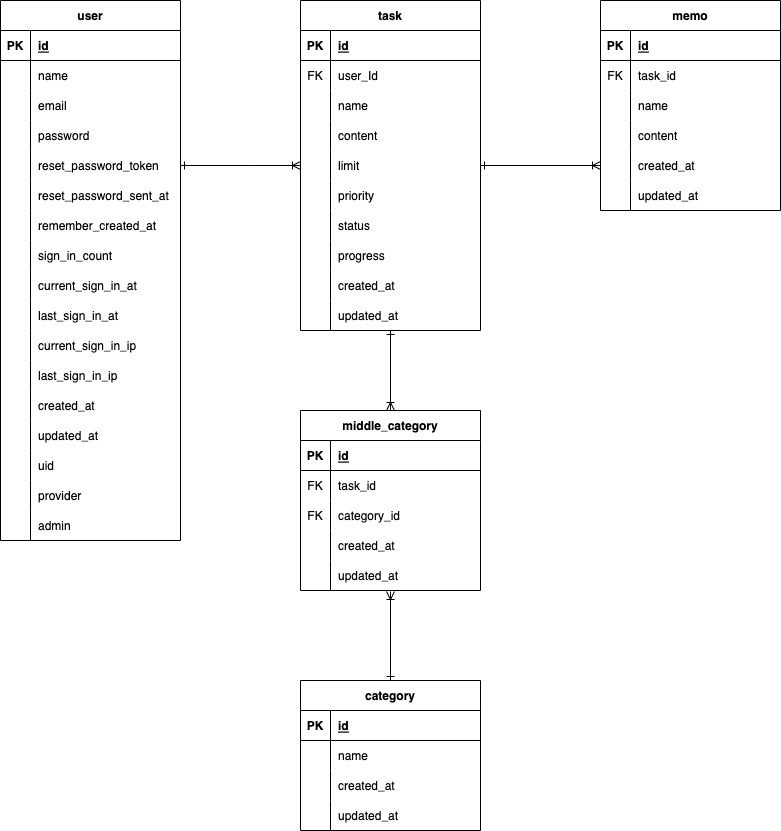 user
PK id
name
email
password
reset_password_token
reset_password_sent_at
remember_created_at
sign_in_count
current_sign_in_at
last_sign_in_at
current_sign_in_ip
last_sign_in_ip
created_at
updated_at
uid
provider
admin
task
PK id
FK user_Id
name
content
limit
priority
status
progress
created_at
updated_at
memo
PK id
FK task_id
name
content
created_at
updated_at
middle_category
PK id
FK task_id
FK category_id
created_at
updated_at
category
PK id
name
created_at
updated_at